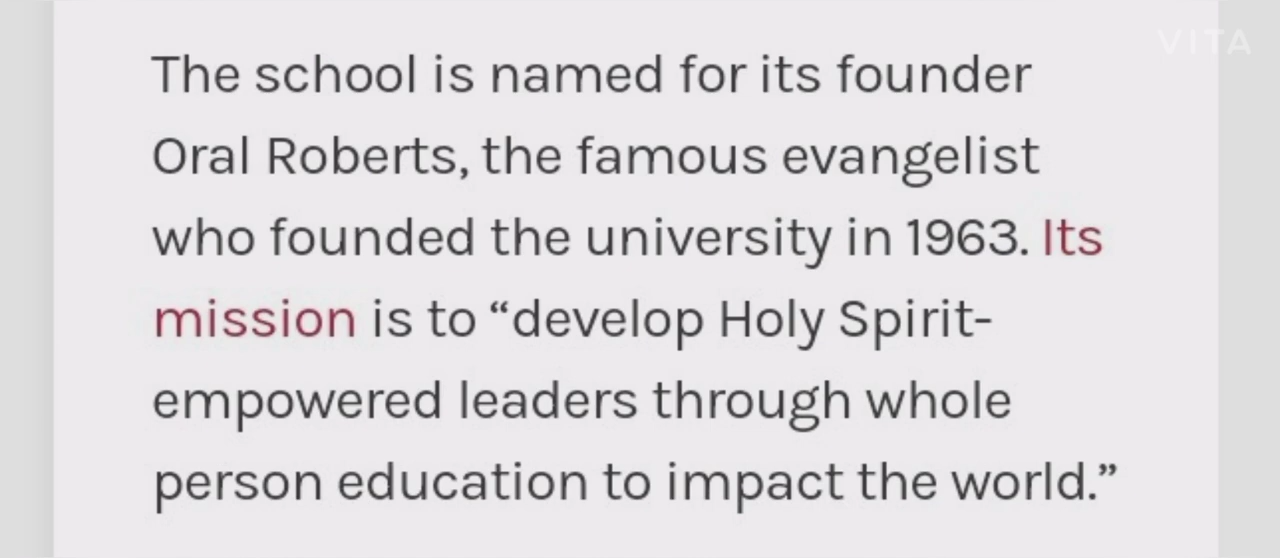 VITA
The school is named for its founder
Oral Roberts, the famous evangelist
who founded the university in 1963. Its
mission is to “develop Holy Spirit-
empowered leaders through whole
person education to impact the world.”